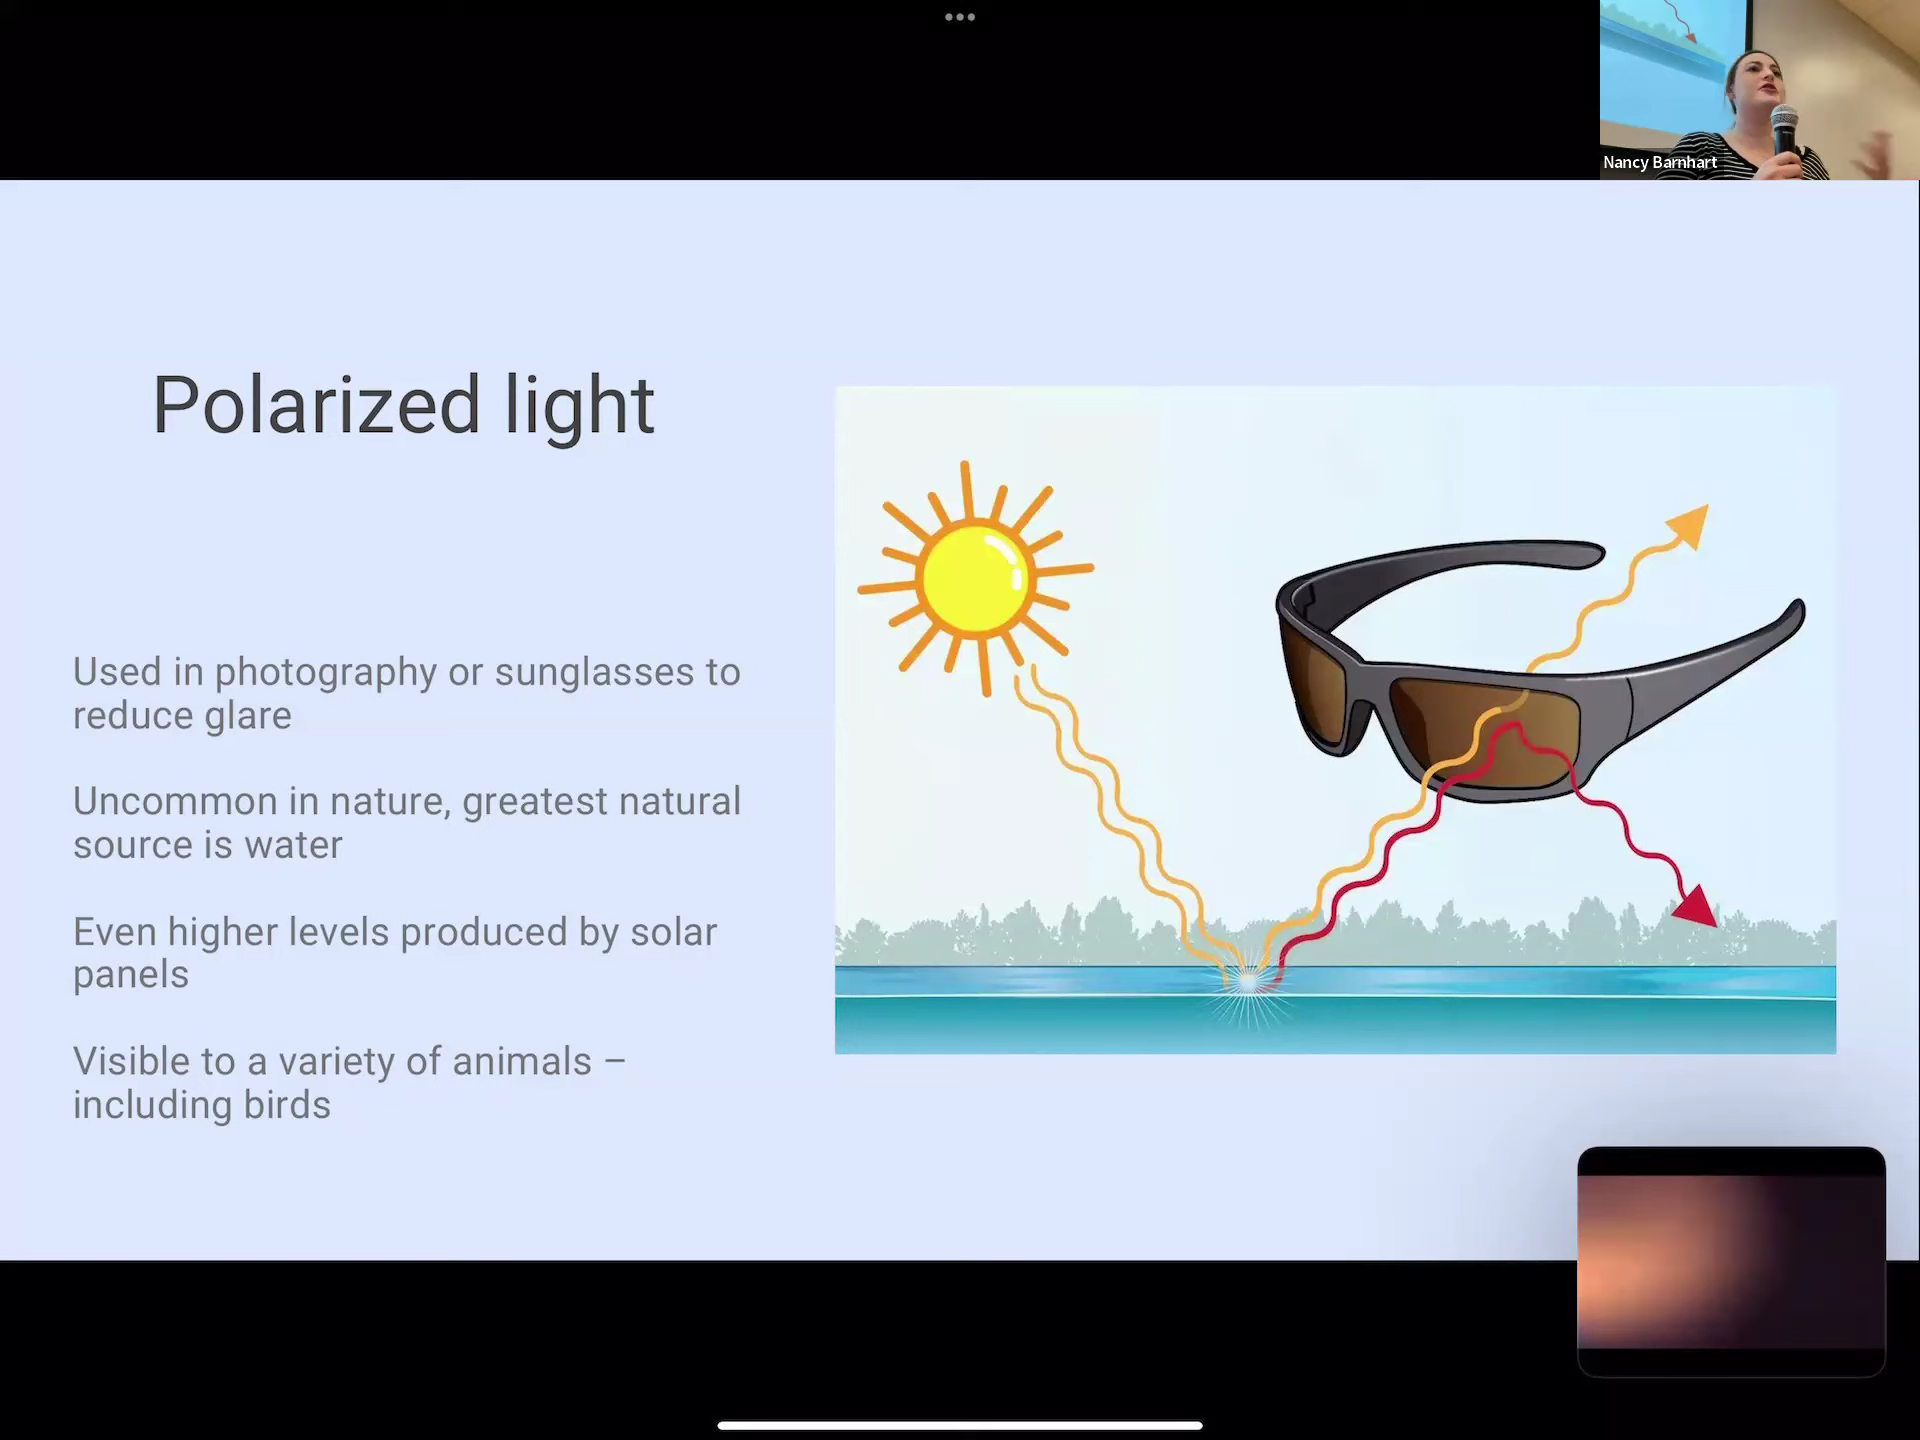 Nancy Barnhart
Polarized light
Used in photography or sunglasses to
reduce glare
Uncommon in nature, greatest natural
source is water
Even higher levels produced by solar
panels
Visible to a variety of animals –
including birds